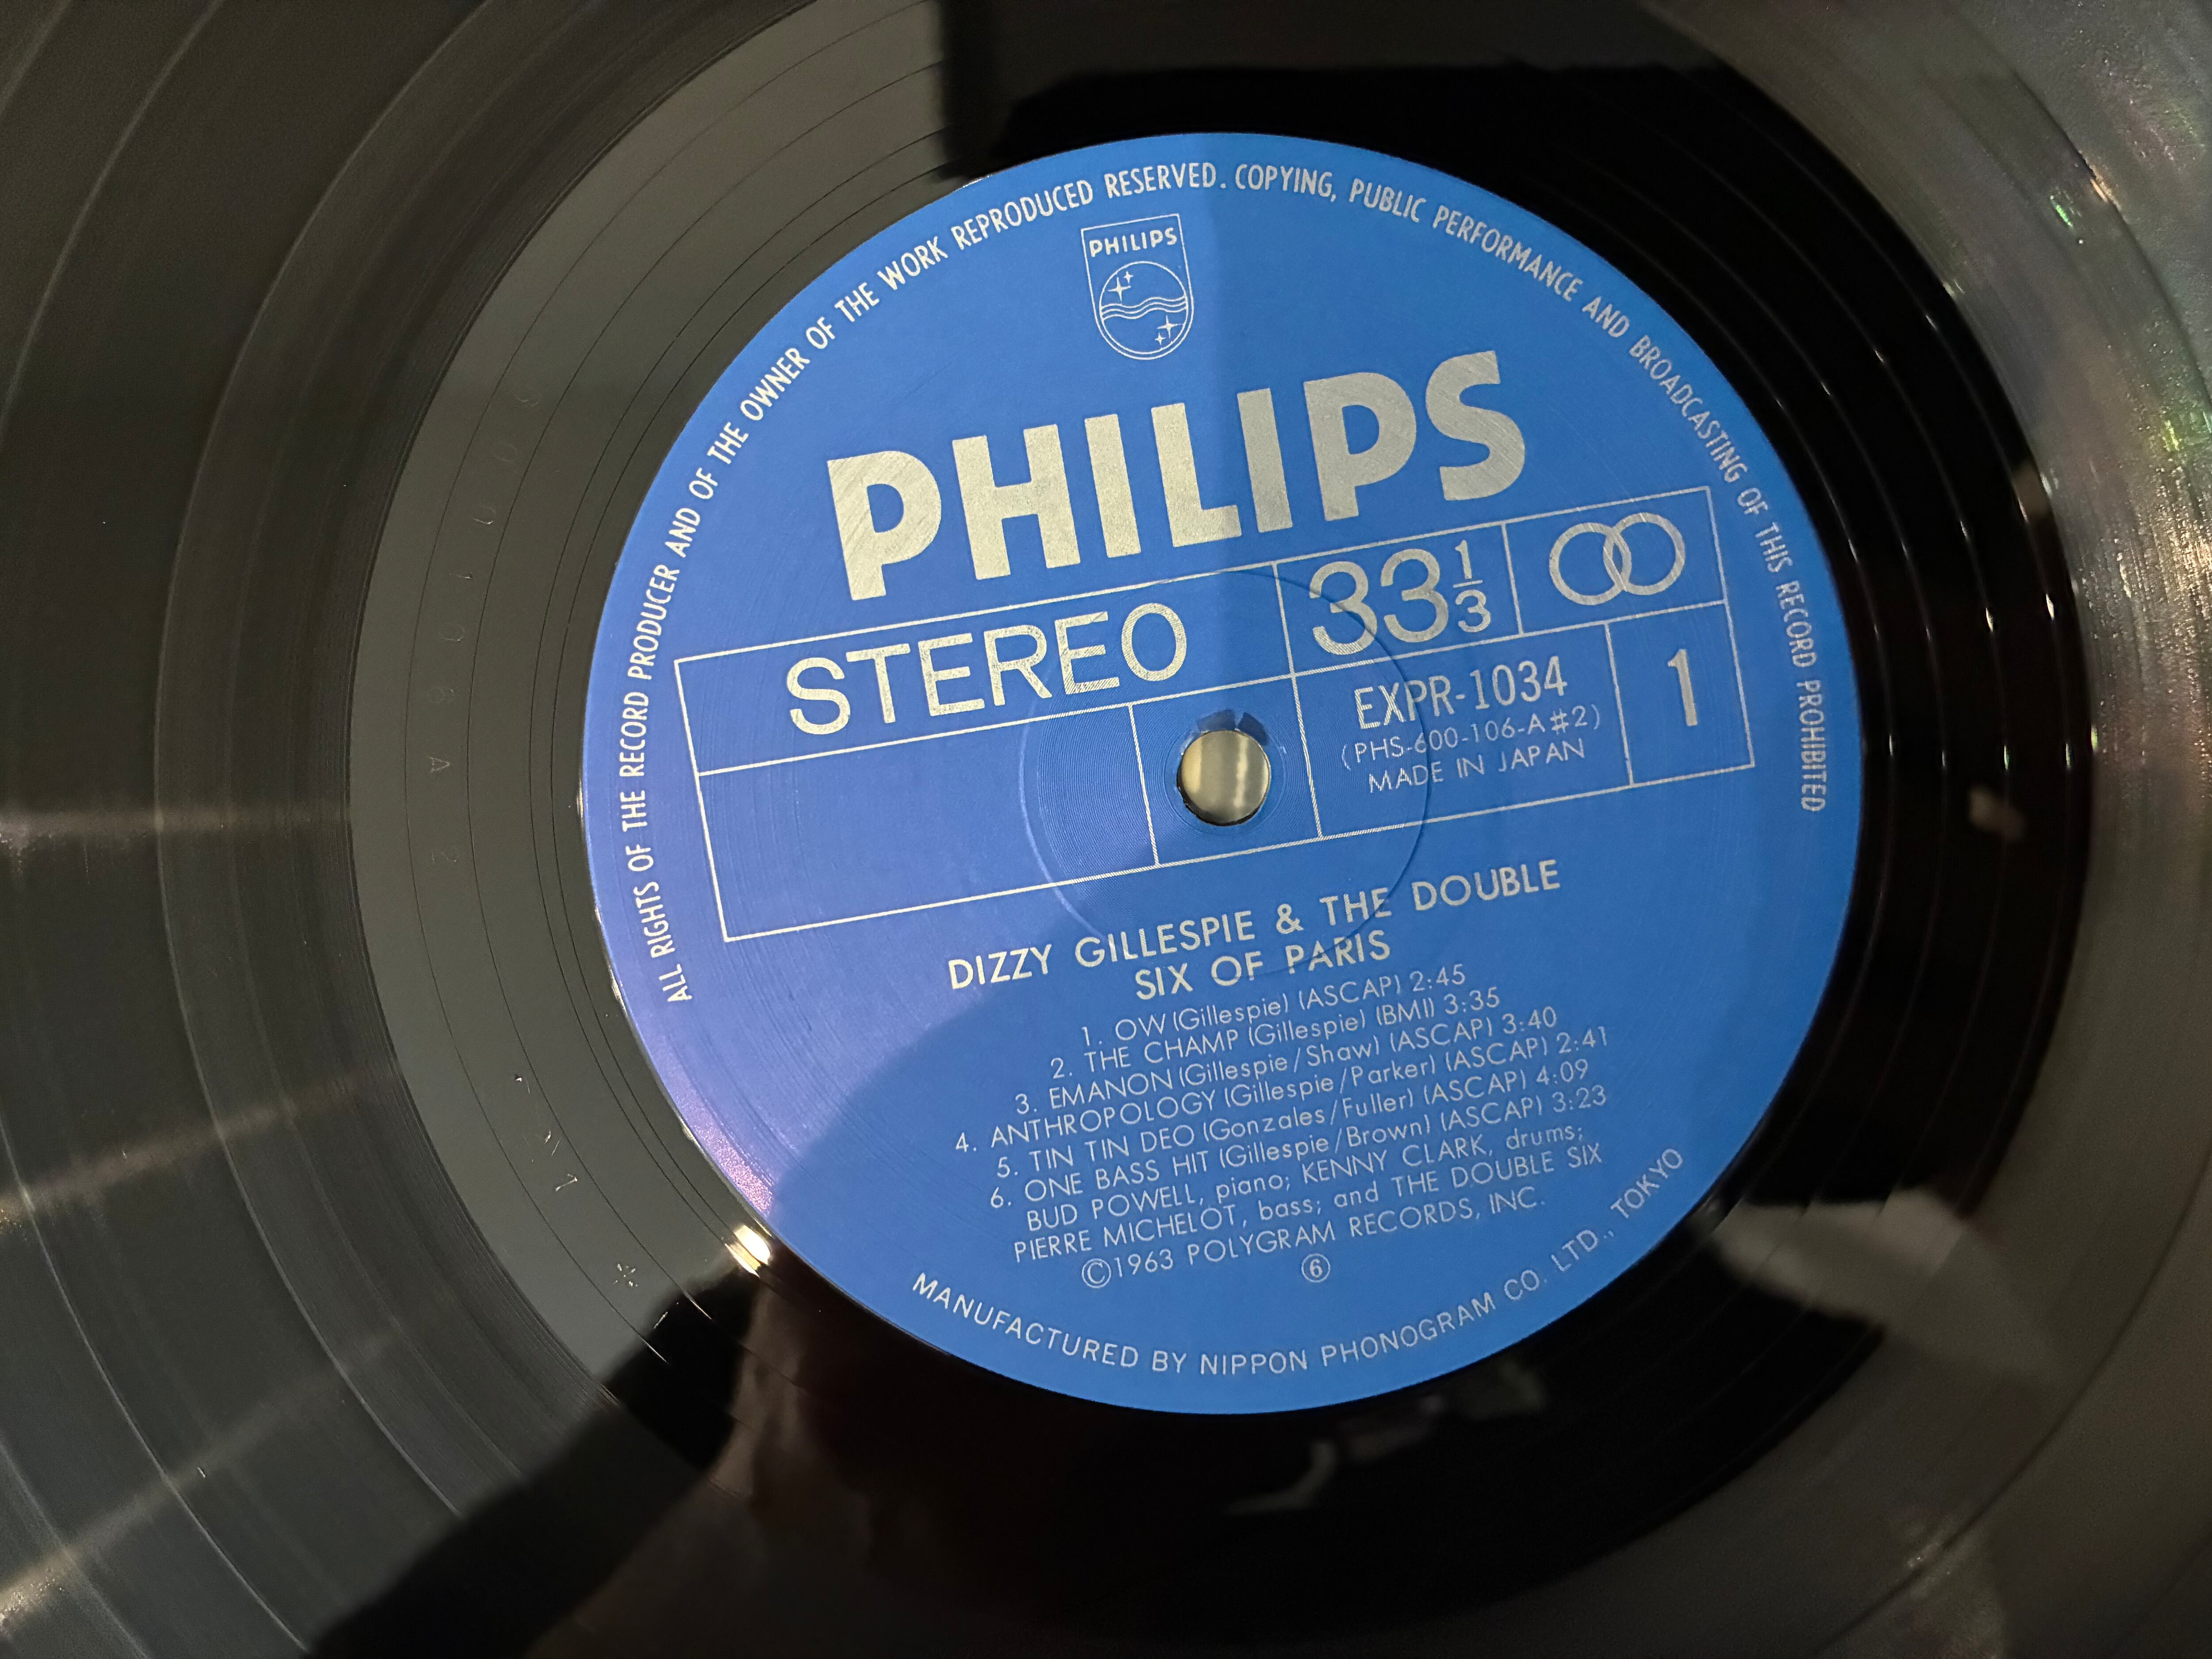 ALL RIGHTS OF THE RECORD PRODUCER AND OF THE OWNER OF THE WORK REPRODUCED RESERVED. COPYING, PUBLIC PERFORMANCE AND BROADCASTING OF THIS RECORD PROHIBITED
PHILIPS
PHILIPS
STEREO
33 1/3
EXPR-1034
(PHS-600-106-A#2)
MADE IN JAPAN
1
DIZZY GILLESPIE & THE DOUBLE
SIX OF PARIS
1. OW (Gillespie) (ASCAP) 2:45
2. THE CHAMP (Gillespie) (BMI) 3:35
3. EMANON (Gillespie/Shaw) (ASCAP) 3:40
4. ANTHROPOLOGY (Gillespie/Parker) (ASCAP) 2:41
5. TIN TIN DEO (Gonzales/Fuller) (ASCAP) 4:09
6. ONE BASS HIT (Gillespie/Brown) (ASCAP) 3:23
BUD POWELL, piano; KENNY CLARK, drums;
PIERRE MICHELOT, bass; and THE DOUBLE SIX
©1963 POLYGRAM RECORDS, INC.
⑥
MANUFACTURED BY NIPPON PHONOGRAM CO. LTD., TOKYO